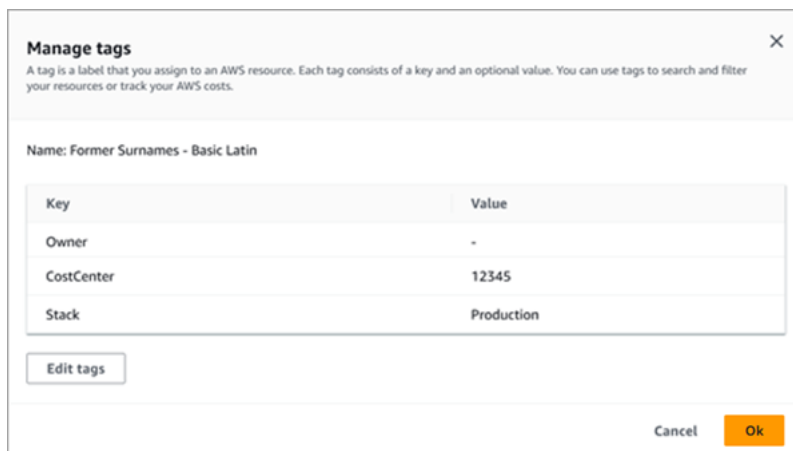 Manage tags
A tag is a label that you assign to an AWS resource. Each tag consists of a key and an optional value. You can use tags to search and filter
your resources or track your AWS costs.
Name: Former Surnames - Basic Latin
Key Value
Owner -
CostCenter 12345
Stack Production
Edit tags
Cancel Ok